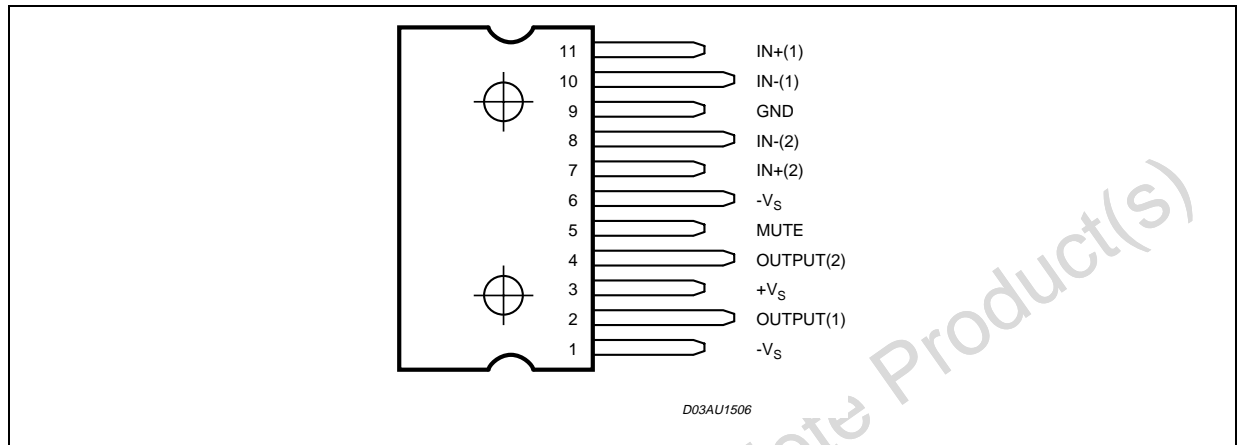 11 IN+(1)
10 IN-(1)
9 GND
8 IN-(2)
7 IN+(2)
6 -VS
5 MUTE
4 OUTPUT(2)
3 +VS
2 OUTPUT(1)
1 -VS
D03AU1506
Product(s)